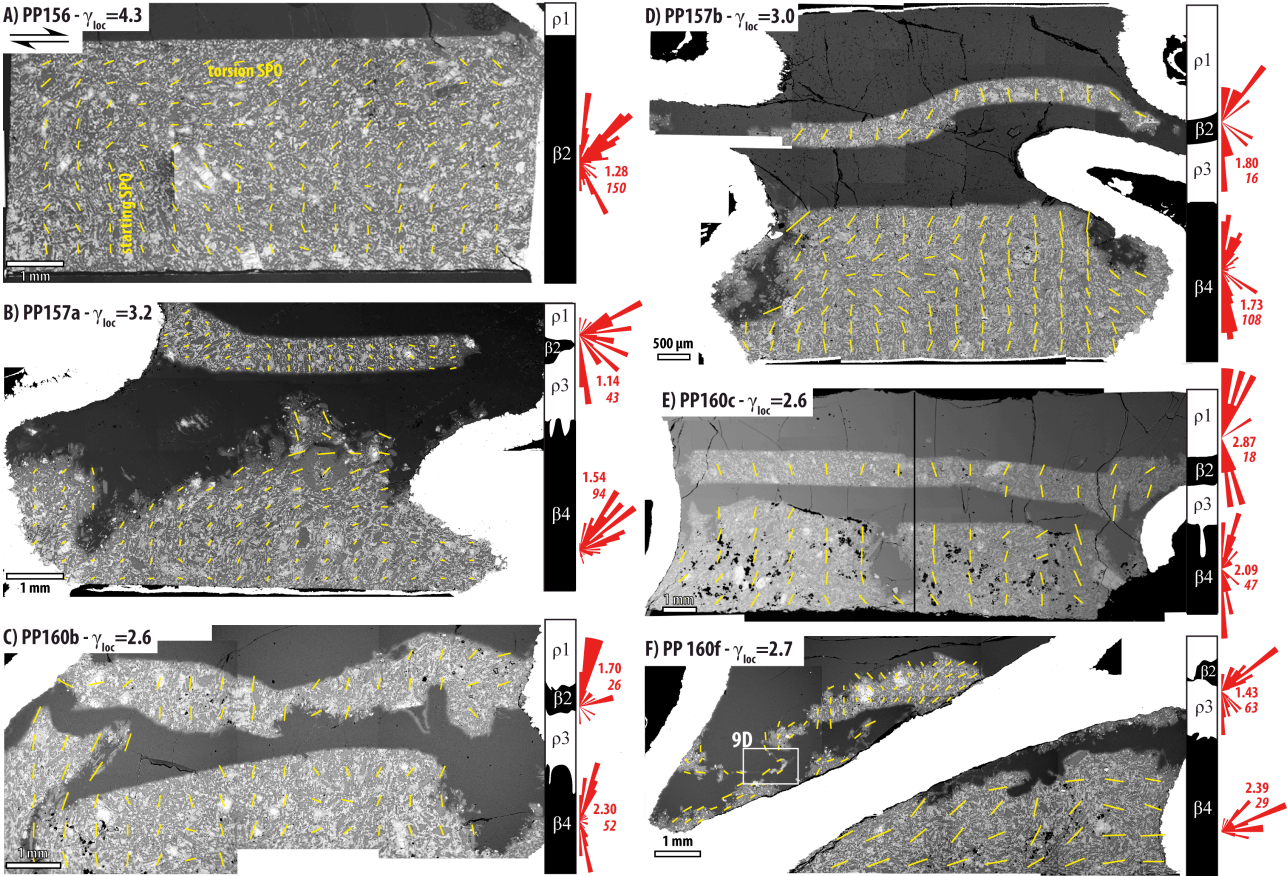 A) PP156 - γloc=4.3
torsion SPO
starting SPO
1 mm
ρ1
β2
1.28
150
B) PP157a - γloc=3.2
1 mm
ρ1
β2
ρ3
β4
1.14
43
1.54
94
C) PP160b - γloc=2.6
1 mm
ρ1
β2
ρ3
β4
1.70
26
2.30
52
D) PP157b - γloc=3.0
500 µm
ρ1
β2
ρ3
β4
1.80
16
1.73
108
E) PP160c - γloc=2.6
1 mm
ρ1
β2
ρ3
β4
2.87
18
2.09
47
F) PP 160f - γloc=2.7
9D
1 mm
β2
ρ3
β4
1.43
63
2.39
29